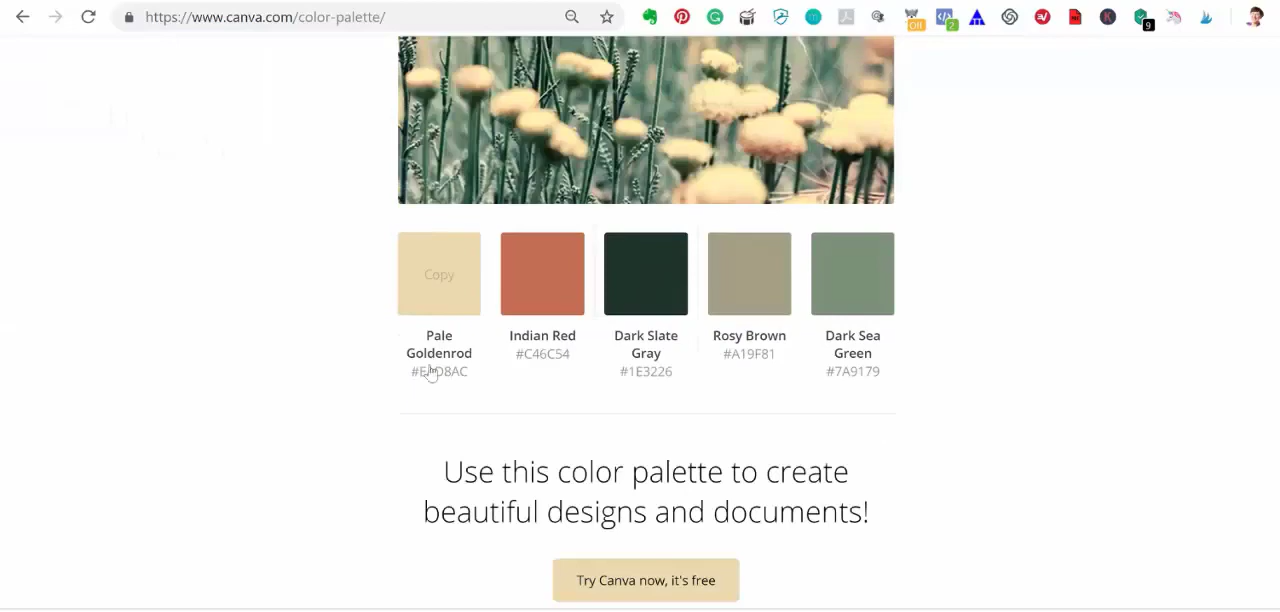 https://www.canva.com/color-palette/
Off
?
9
Copy
Pale Goldenrod
Indian Red
#C46C54
Dark Slate Gray
#1E3226
Rosy Brown
#A19F81
Dark Sea Green
#7A9179
Use this color palette to create
beautiful designs and documents!
Try Canva now, it's free